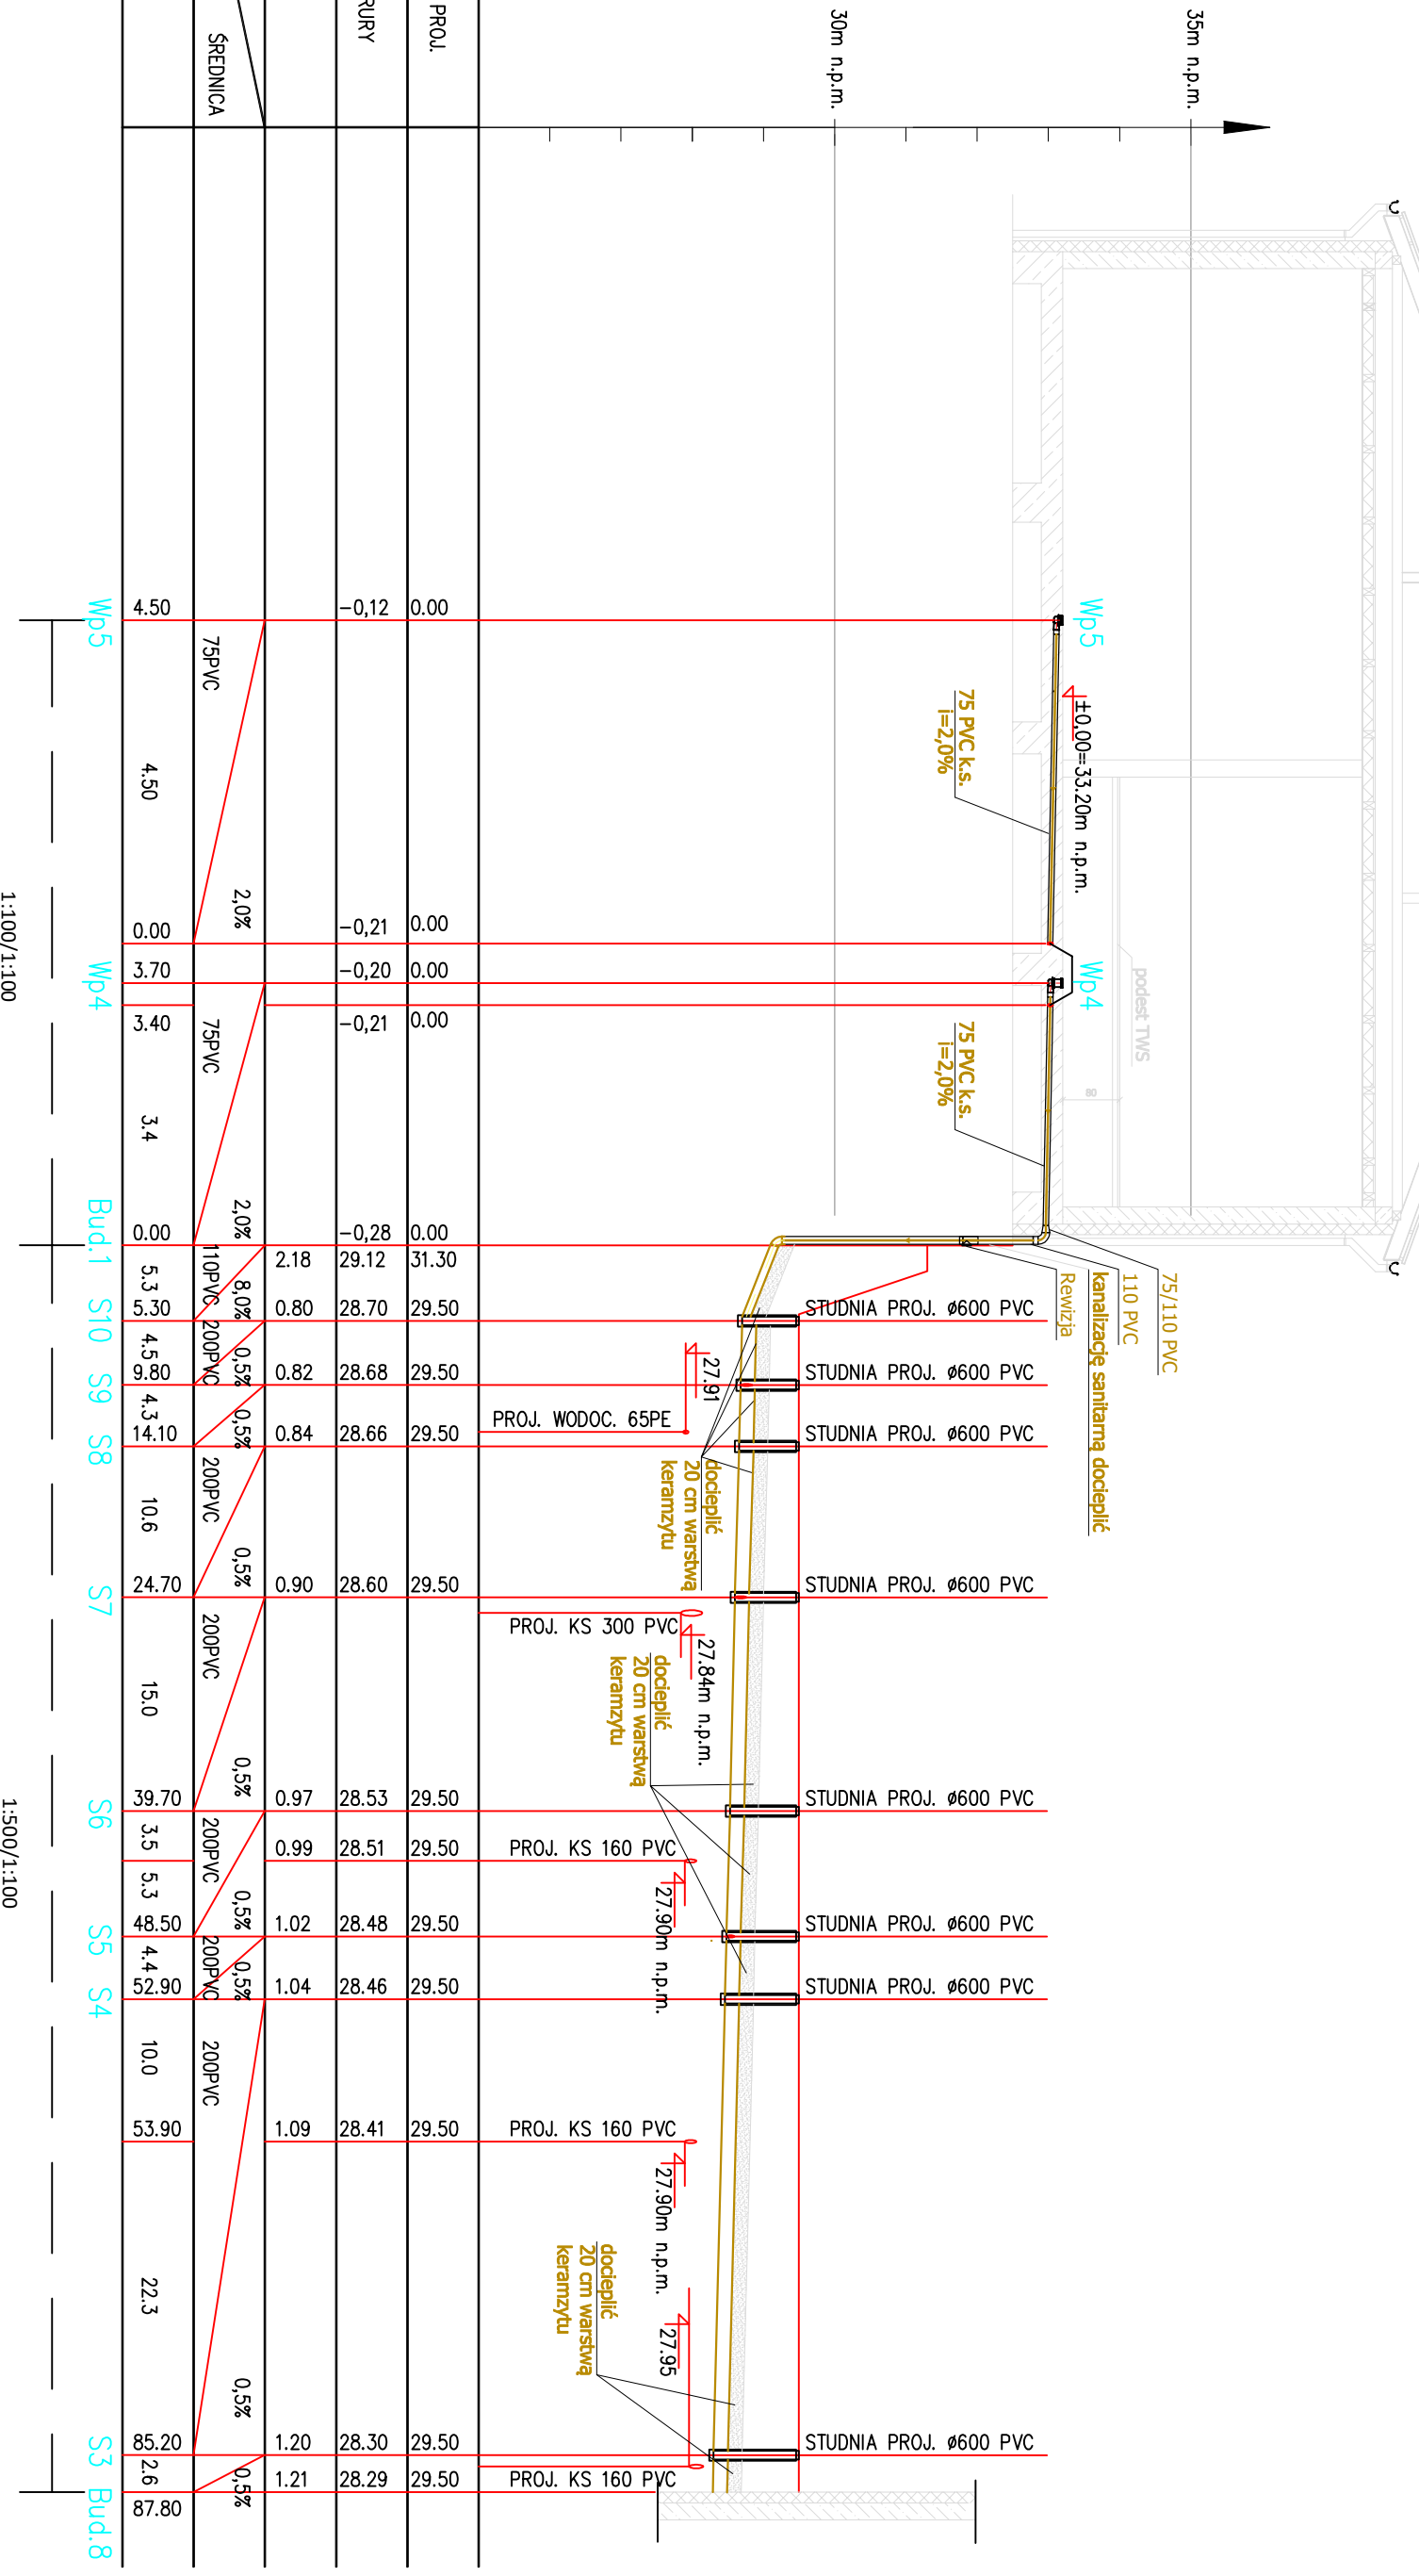 35m n.p.m.
30m n.p.m.
PROJ.
RURY
ŚREDNICA
Wp5
±0,00=33.20m n.p.m.
75 PVC k.s.
i=2,0%
Wp4
podest TWS
80
75 PVC k.s.
i=2,0%
75/110 PVC
110 PVC
kanalizację sanitarną docieplić
Rewizja
STUDNIA PROJ. ø600 PVC
STUDNIA PROJ. ø600 PVC
STUDNIA PROJ. ø600 PVC
STUDNIA PROJ. ø600 PVC
STUDNIA PROJ. ø600 PVC
STUDNIA PROJ. ø600 PVC
STUDNIA PROJ. ø600 PVC
STUDNIA PROJ. ø600 PVC
27.91
PROJ. WODOC. 65PE
docieplić
20 cm warstwą
keramzytu
PROJ. KS 300 PVC
27.84m n.p.m.
docieplić
20 cm warstwą
keramzytu
PROJ. KS 160 PVC
27.90m n.p.m.
PROJ. KS 160 PVC
27.90m n.p.m.
27.95
docieplić
20 cm warstwą
keramzytu
PROJ. KS 160 PVC
0.00 0.00 0.00 0.00 0.00 31.30 29.50 29.50 29.50 29.50 29.50 29.50 29.50 29.50 29.50 29.50 29.50
-0,12 -0,21 -0,20 -0,21 -0,28 29.12 28.70 28.68 28.66 28.60 28.53 28.51 28.48 28.46 28.41 28.30 28.29
2.18 0.80 0.82 0.84 0.90 0.97 0.99 1.02 1.04 1.09 1.20 1.21
2,0% 2,0% 8,0% 0,5% 0,5% 0,5% 0,5% 0,5% 0,5% 0,5% 0,5%
75PVC 75PVC 110PVC 200PVC 200PVC 200PVC 200PVC 200PVC 200PVC
4.50 4.50 0.00 3.70 3.40 3.4 0.00 5.3 5.30 4.5 9.80 4.3 14.10 10.6 24.70 15.0 39.70 3.5 5.3 48.50 4.4 52.90 10.0 53.90 22.3 85.20 2.6 87.80
Wp5 Wp4 Bud.1 S10 S9 S8 S7 S6 S5 S4 S3 Bud.8
1:100/1:100 1:500/1:100